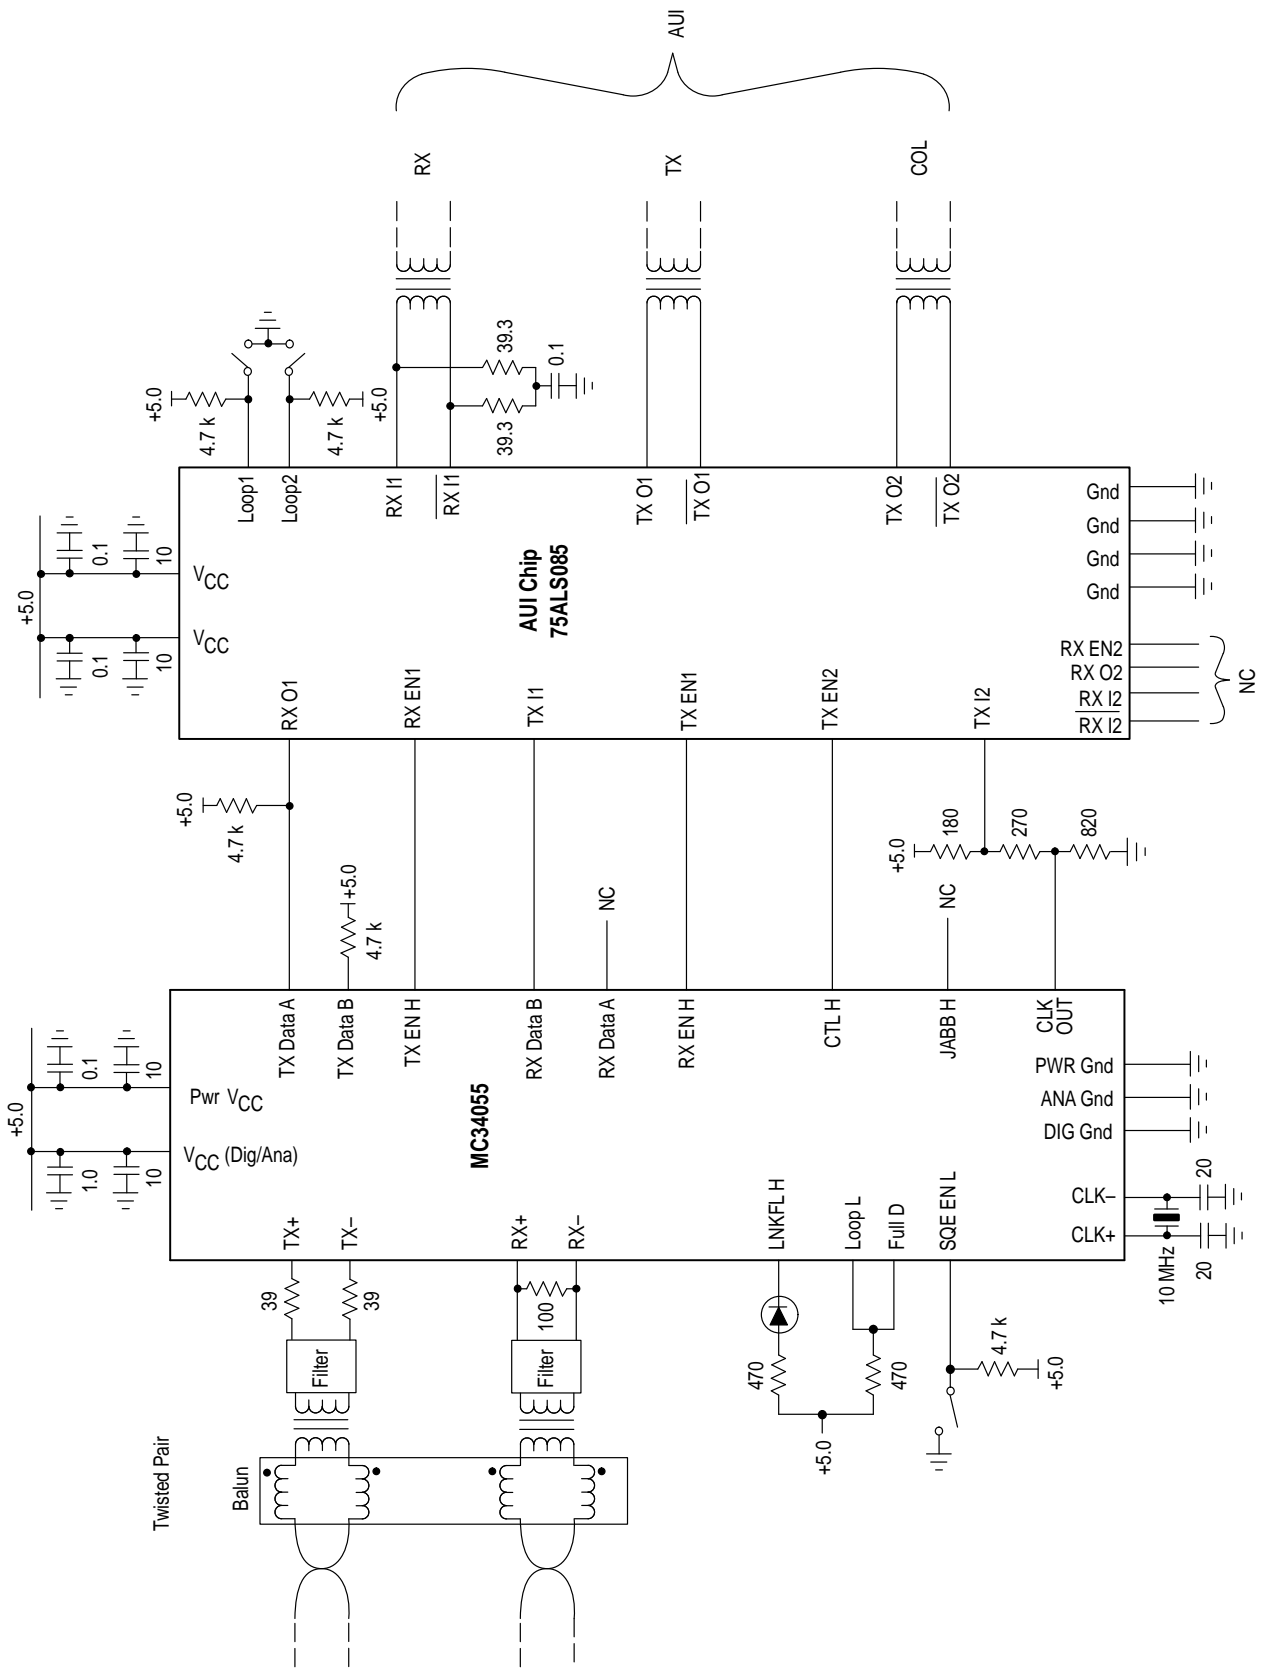 Twisted Pair
Balun
Filter
Filter
39
39
100
470
470
+5.0
4.7 k
+5.0
10 MHz
20
20
+5.0
1.0
10
0.1
10
MC34055
VCC (Dig/Ana)
Pwr VCC
TX+
TX–
RX+
RX–
LNKFL H
Loop L
Full D
SQE EN L
CLK+
CLK–
DIG Gnd
ANA Gnd
PWR Gnd
TX Data A
TX Data B
TX EN H
RX Data B
RX Data A
RX EN H
CTL H
JABB H
CLK
OUT
+5.0
4.7 k
4.7 k
+5.0
NC
NC
+5.0
180
270
820
+5.0
0.1
10
0.1
10
AUI Chip
75ALS085
VCC
VCC
RX O1
RX EN1
TX I1
TX EN1
TX EN2
TX I2
RX I2
RX I2
RX O2
RX EN2
NC
Gnd
Gnd
Gnd
Gnd
Loop1
Loop2
RX I1
RX I1
TX O1
TX O1
TX O2
TX O2
+5.0
4.7 k
4.7 k
+5.0
39.3
39.3
0.1
RX
TX
COL
AUI